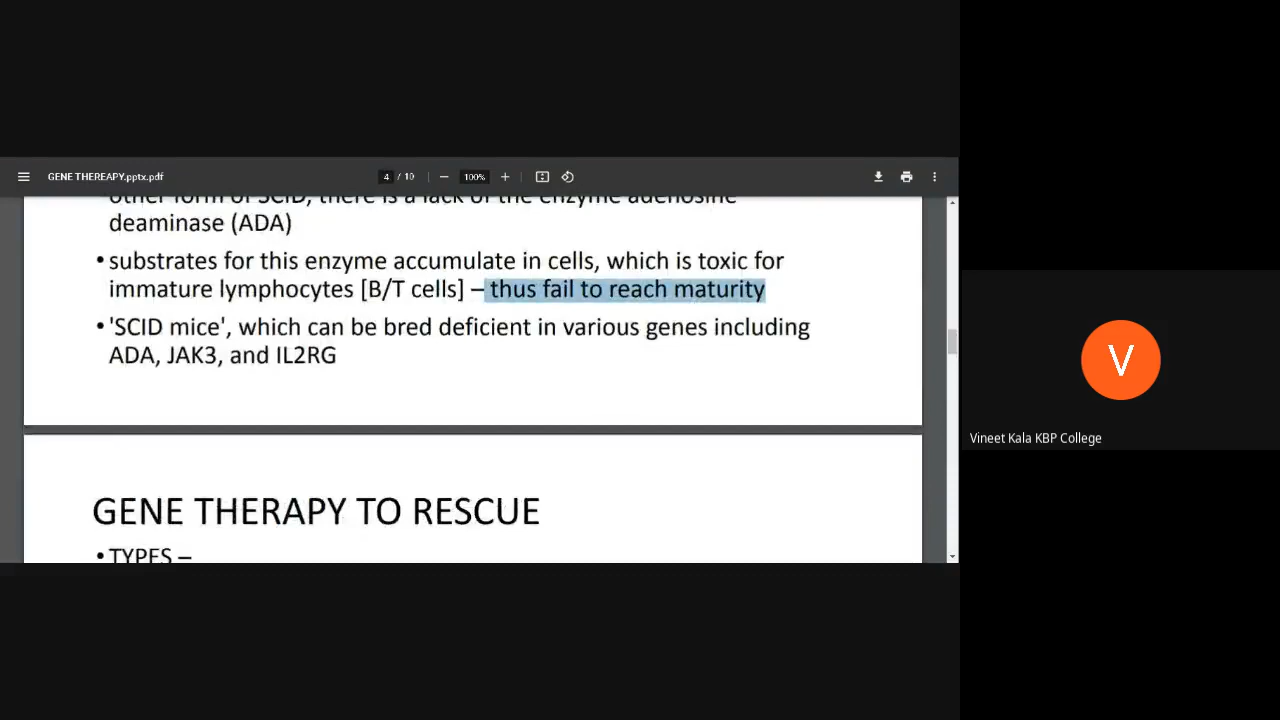 GENE THEREAPY.pptx.pdf
4 / 10
100%
other form of SCID, there is a lack of the enzyme adenosine
deaminase (ADA)
• substrates for this enzyme accumulate in cells, which is toxic for
immature lymphocytes [B/T cells] – thus fail to reach maturity
• 'SCID mice', which can be bred deficient in various genes including
ADA, JAK3, and IL2RG
GENE THERAPY TO RESCUE
• TYPES –
V
Vineet Kala KBP College